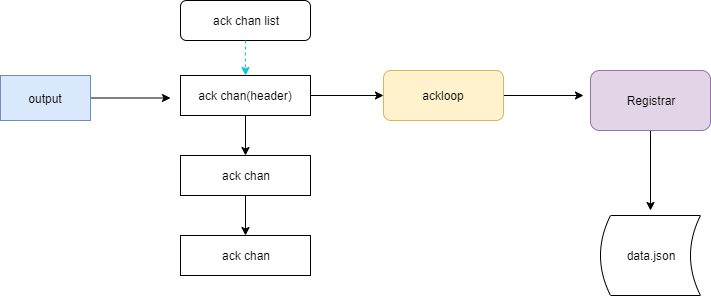 ack chan list
output
ack chan(header)
ackloop
Registrar
ack chan
ack chan
data.json